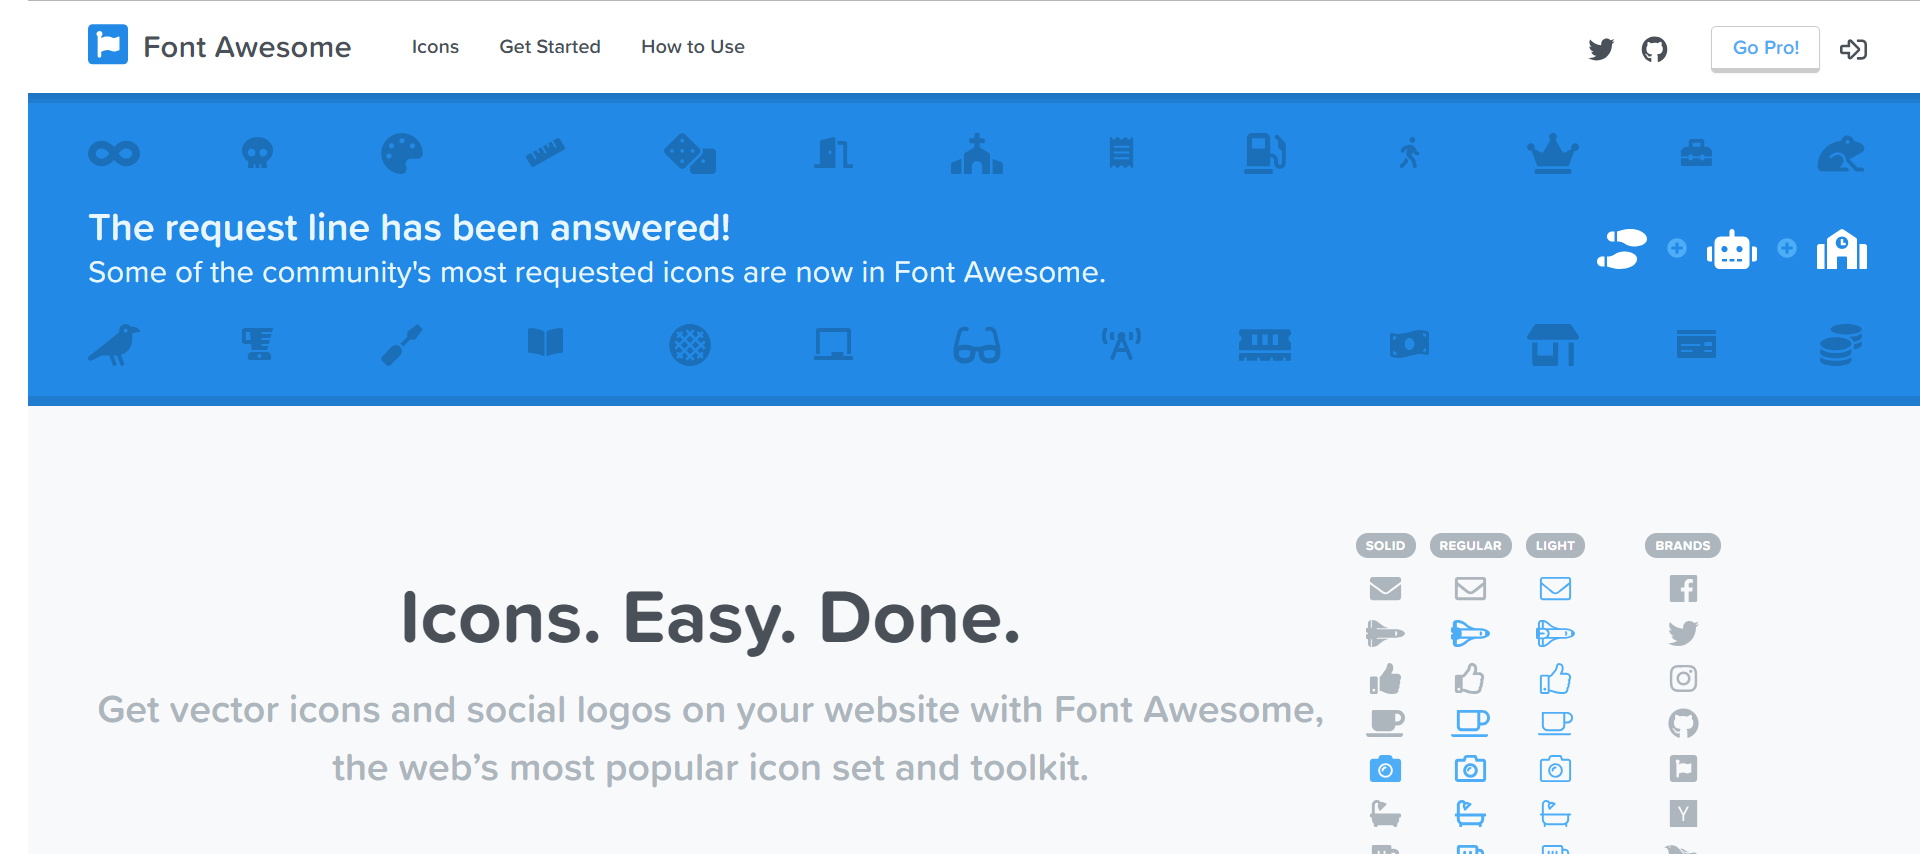 Font Awesome
Icons
Get Started
How to Use
Go Pro!
The request line has been answered!
Some of the community's most requested icons are now in Font Awesome.
SOLID
REGULAR
LIGHT
BRANDS
Icons. Easy. Done.
Get vector icons and social logos on your website with Font Awesome,
the web’s most popular icon set and toolkit.